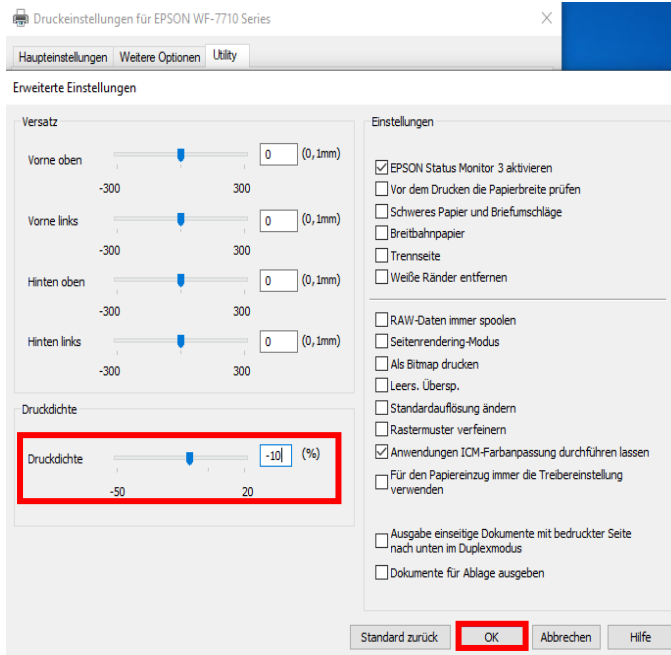 Druckeinstellungen für EPSON WF-7710 Series
Haupteinstellungen Weitere Optionen Utility
Erweiterte Einstellungen
Versatz
Vorne oben 0 (0,1mm)
-300 300
Vorne links 0 (0,1mm)
-300 300
Hinten oben 0 (0,1mm)
-300 300
Hinten links 0 (0,1mm)
-300 300
Druckdichte
Druckdichte -10 (%)
-50 20
Einstellungen
EPSON Status Monitor 3 aktivieren
Vor dem Drucken die Papierbreite prüfen
Schweres Papier und Briefumschläge
Breitbahnpapier
Trennseite
Weiße Ränder entfernen
RAW-Daten immer spoolen
Seitenrendering-Modus
Als Bitmap drucken
Leers. Übersp.
Standardauflösung ändern
Rastermuster verfeinern
Anwendungen ICM-Farbanpassung durchführen lassen
Für den Papiereinzug immer die Treibereinstellung
verwenden
Ausgabe einseitige Dokumente mit bedruckter Seite
nach unten im Duplexmodus
Dokumente für Ablage ausgeben
Standard zurück OK Abbrechen Hilfe